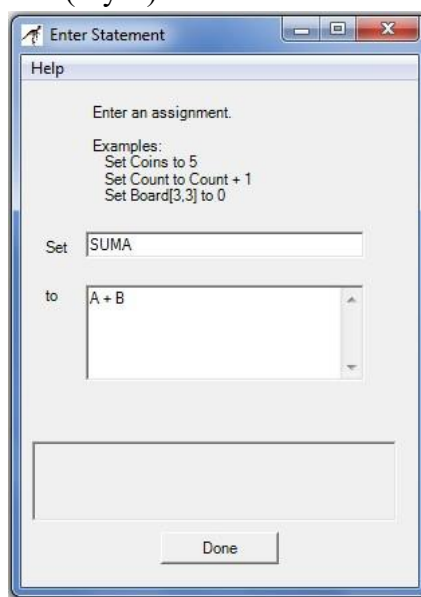 Enter Statement
Help
Enter an assignment.
Examples:
Set Coins to 5
Set Count to Count + 1
Set Board[3,3] to 0
Set SUMA
to A + B
Done